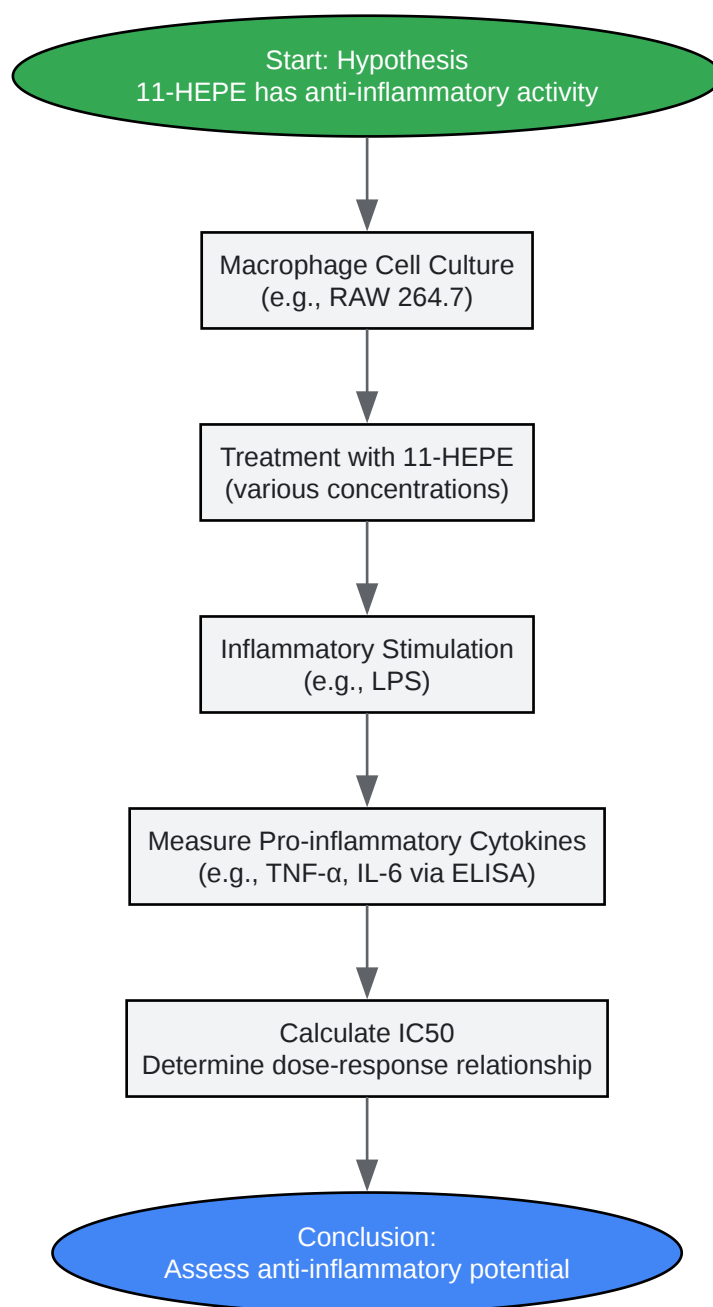 Start: Hypothesis
11-HEPE has anti-inflammatory activity
Macrophage Cell Culture
(e.g., RAW 264.7)
Treatment with 11-HEPE
(various concentrations)
Inflammatory Stimulation
(e.g., LPS)
Measure Pro-inflammatory Cytokines
(e.g., TNF-α, IL-6 via ELISA)
Calculate IC50
Determine dose-response relationship
Conclusion:
Assess anti-inflammatory potential